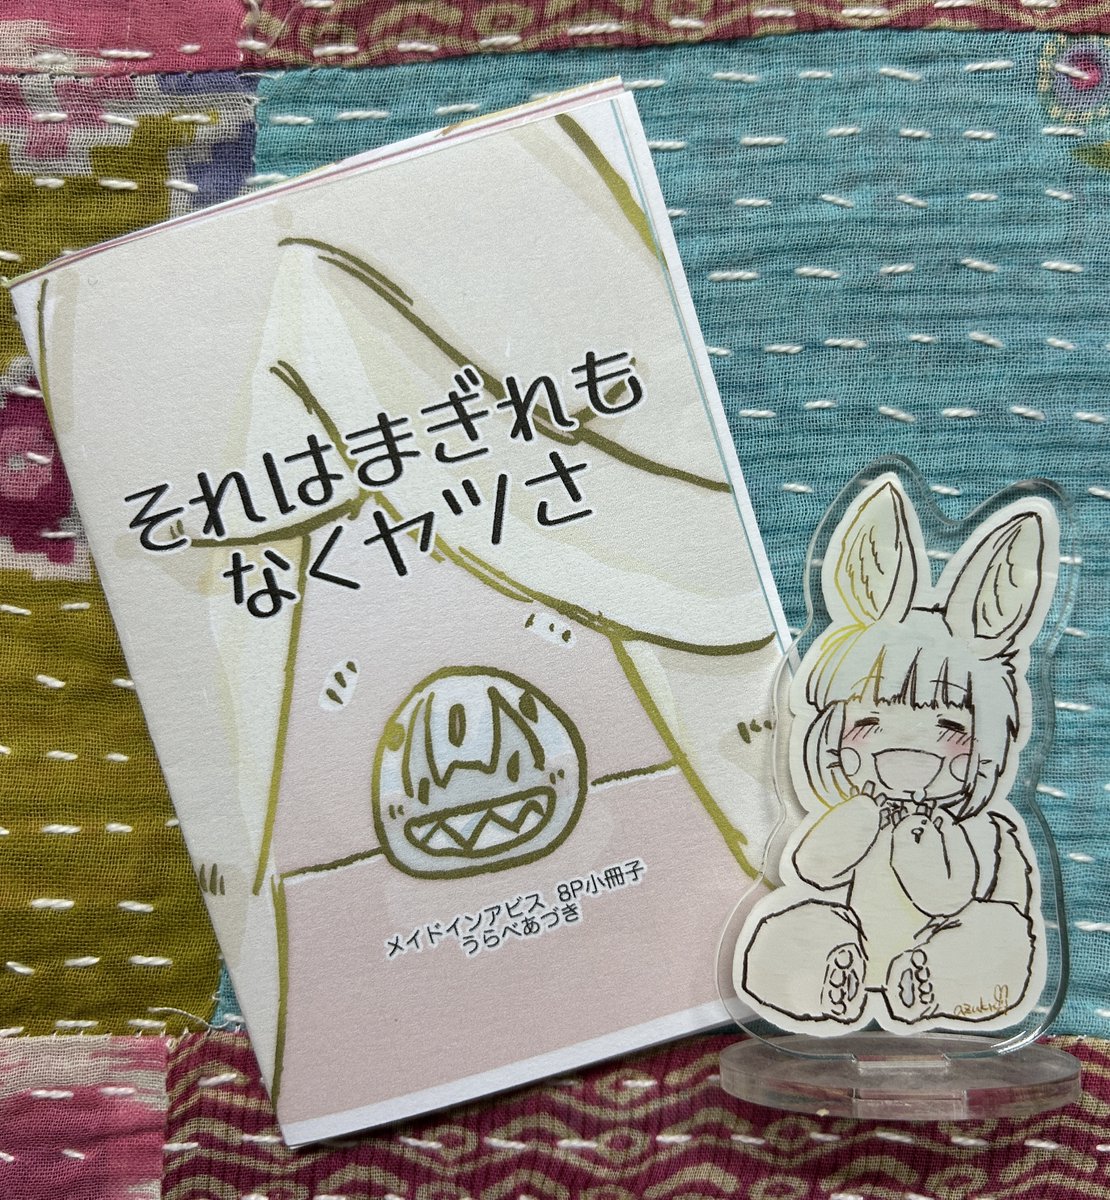 それはまぎれも
なくヤツさ
メイドインアビス 8P小冊子
うらべあづき
azuki